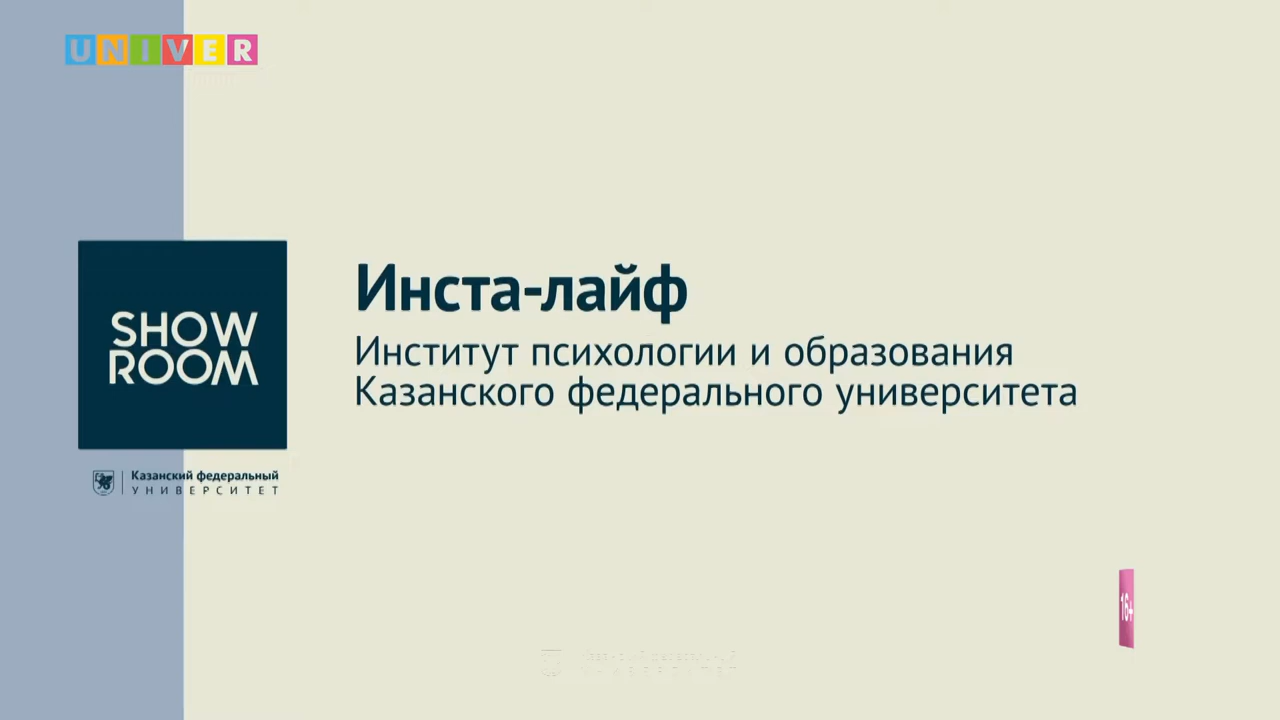 UNIVER
SHOW
ROOM
Инста-лайф
Институт психологии и образования
Казанского федерального университета
Казанский федеральный
УНИВЕРСИТЕТ
16+